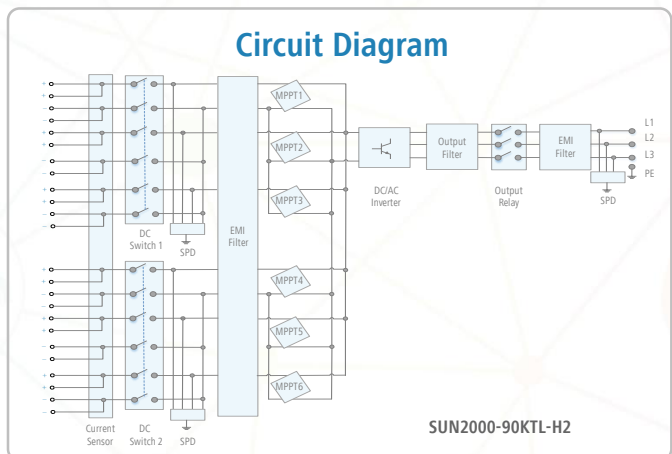 Circuit Diagram
+
+
−
−
+
+
−
−
+
+
−
−
DC
Switch 1
SPD
EMI
Filter
MPPT1
MPPT2
MPPT3
MPPT4
MPPT5
MPPT6
DC/AC
Inverter
Output
Filter
Output
Relay
EMI
Filter
L1
L2
L3
PE
SPD
+
+
−
−
+
+
−
−
+
+
−
−
Current
Sensor
DC
Switch 2
SPD
SUN2000-90KTL-H2